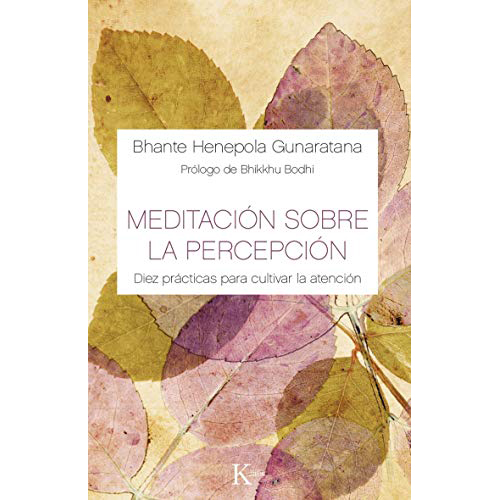 Bhante Henepola Gunaratana
Prólogo de Bhikkhu Bodhi
MEDITACIÓN SOBRE
LA PERCEPCIÓN
Diez prácticas para cultivar la atención
K